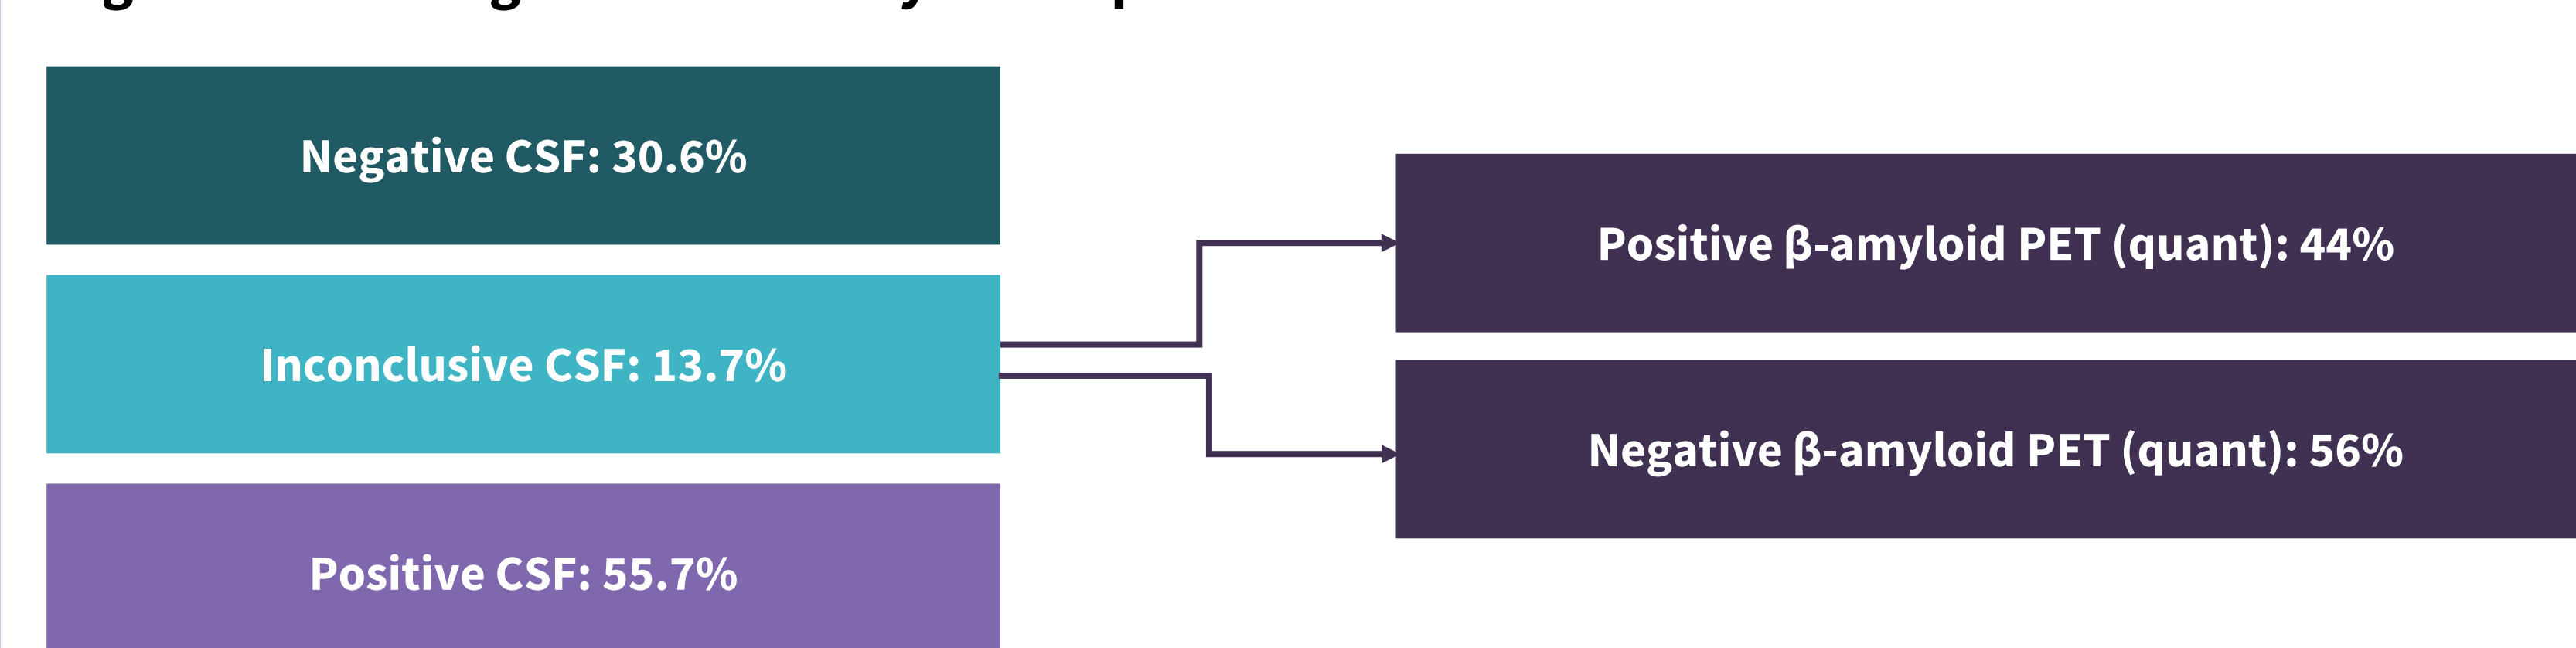 Negative CSF: 30.6%
Inconclusive CSF: 13.7%
Positive CSF: 55.7%
Positive β-amyloid PET (quant): 44%
Negative β-amyloid PET (quant): 56%